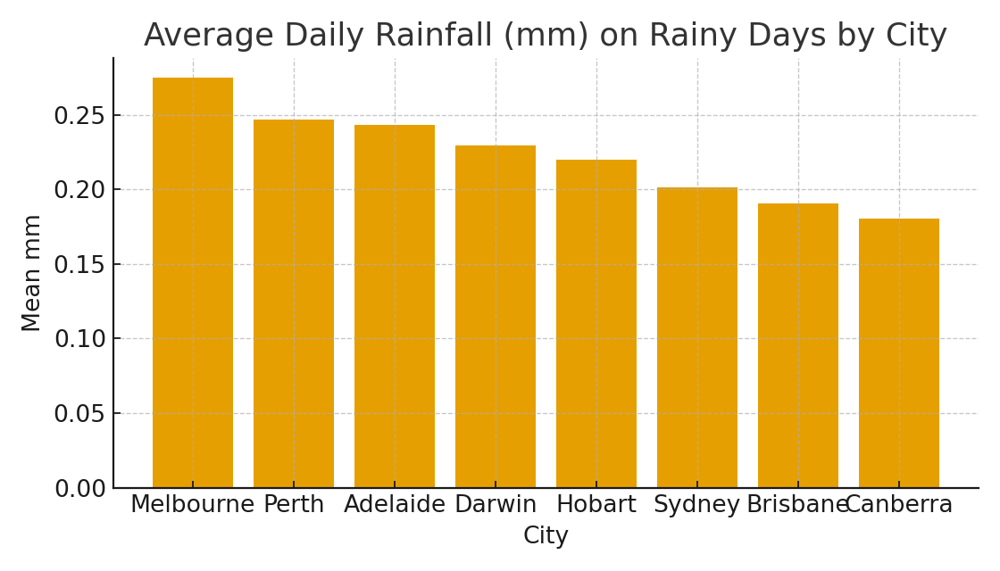 Average Daily Rainfall (mm) on Rainy Days by City
Mean mm
0.25
0.20
0.15
0.10
0.05
0.00
Melbourne Perth Adelaide Darwin Hobart Sydney Brisbane Canberra
City